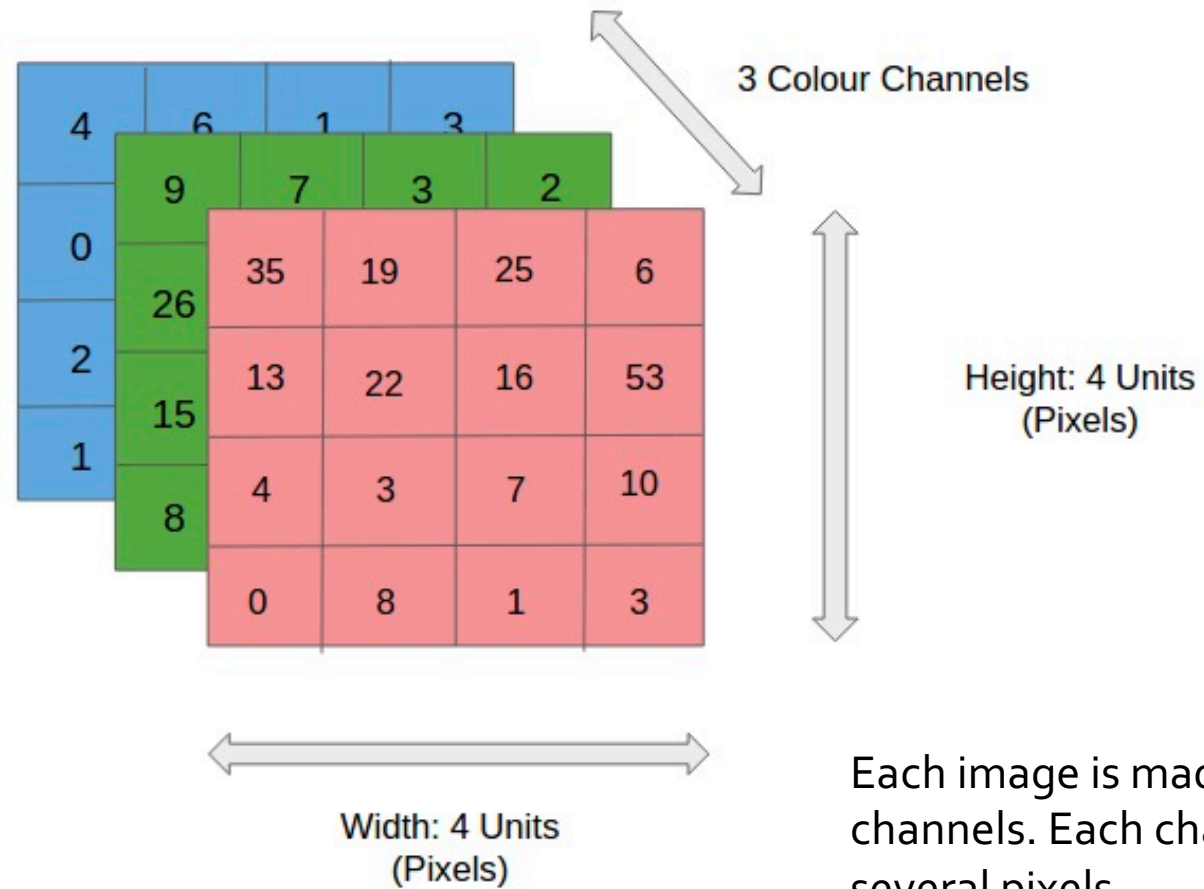 3 Colour Channels
4 6 1 3
9 7 3 2
35 19 25 6
0
26
13 22 16 53
Height: 4 Units
(Pixels)
2
15
4 3 7 10
1
8
0 8 1 3
Width: 4 Units
(Pixels)
Each image is
channels. Each
several pixels